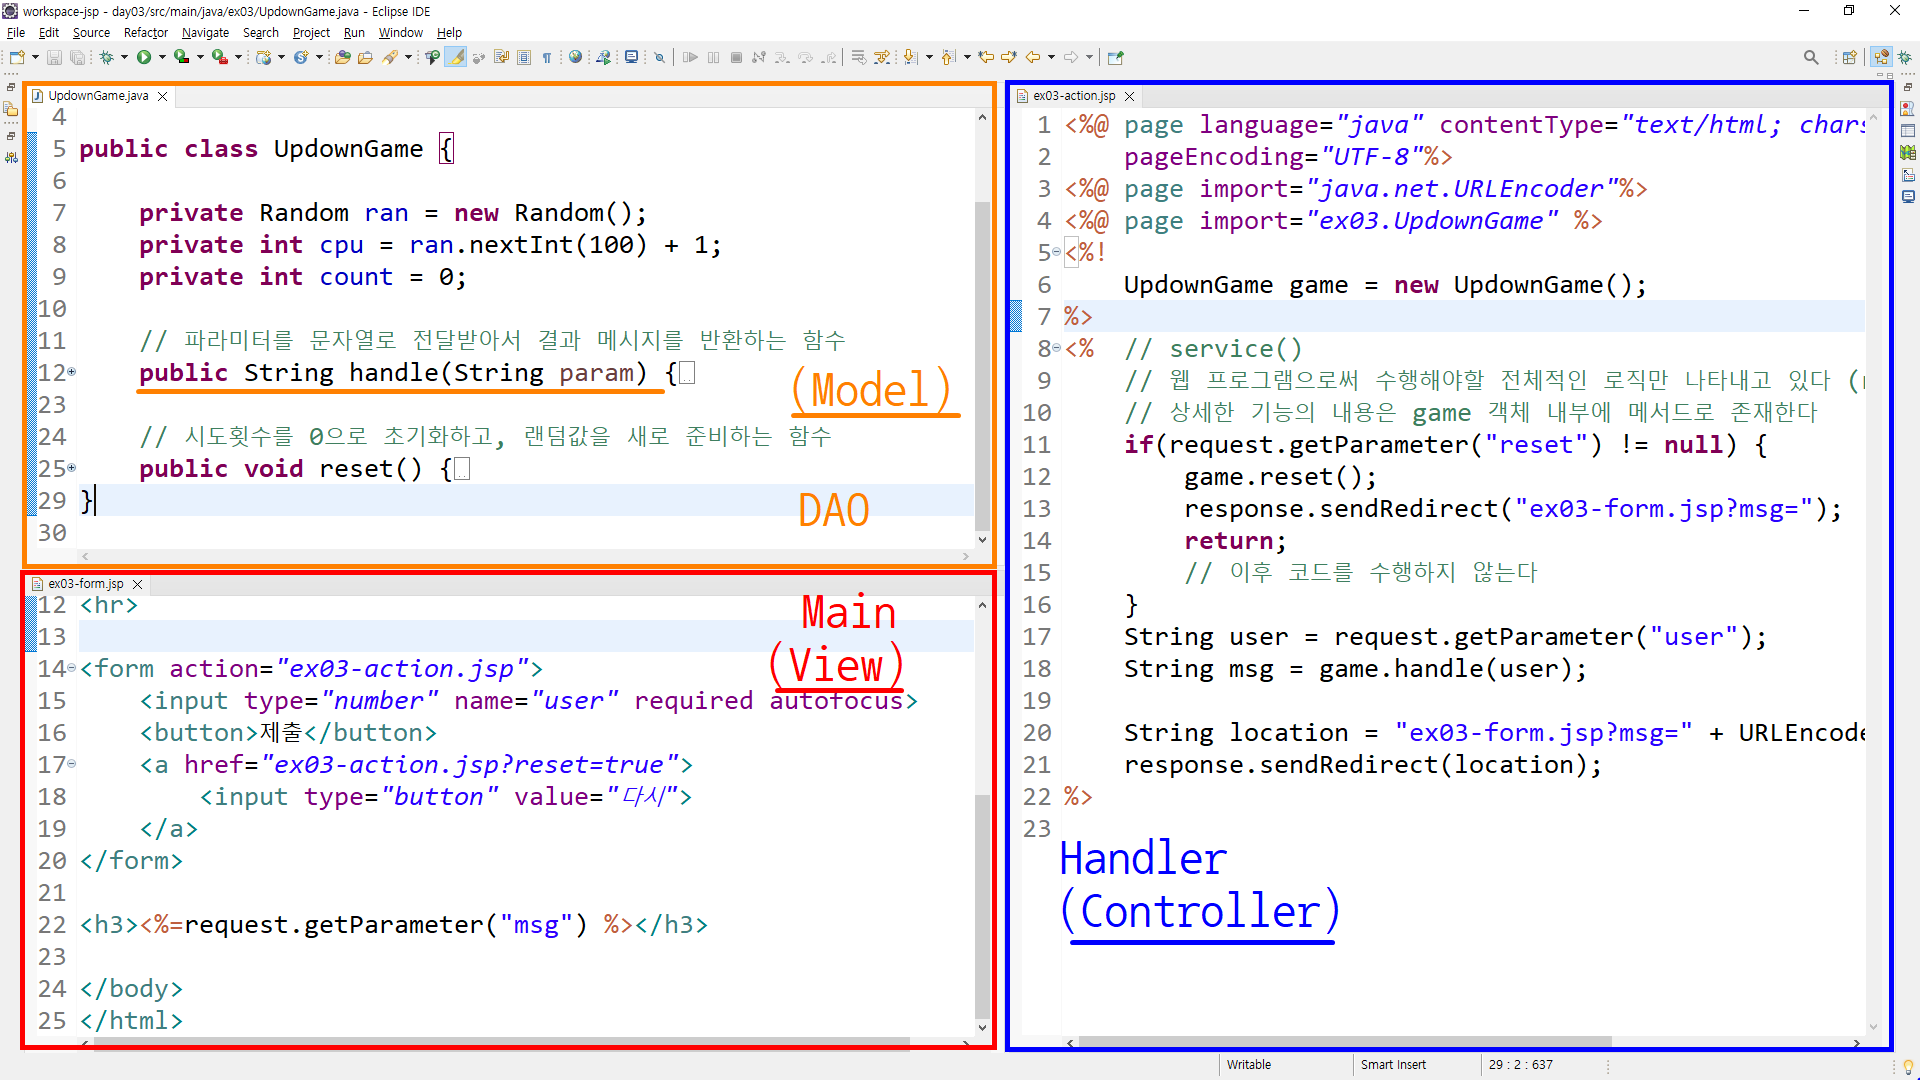 workspace-jsp - day03/src/main/java/ex03/UpdownGame.java - Eclipse IDE
File Edit Source Refactor Navigate Search Project Run Window Help
UpdownGame.java
4
5 public class UpdownGame {
6
7 private Random ran = new Random();
8 private int cpu = ran.nextInt(100) + 1;
9 private int count = 0;
10
11 // 파라미터를 문자열로 전달받아서 결과 메시지를 반환하는 함수
12 public String handle(String param) {
(Model)
23
24 // 시도횟수를 0으로 초기화하고, 랜덤값을 새로 준비하는 함수
25 public void reset() {
29 }
DAO
30
ex03-form.jsp
12 <hr>
Main
13
(View)
14 <form action="ex03-action.jsp">
15 <input type="number" name="user" required autofocus>
16 <button>제출</button>
17 <a href="ex03-action.jsp?reset=true">
18 <input type="button" value="다시">
19 </a>
20 </form>
21
22 <h3><%=request.getParameter("msg") %></h3>
23
24 </body>
25 </html>
ex03-action.jsp
1 <%@ page language="java" contentType="text/html; chars
2 pageEncoding="UTF-8"%>
3 <%@ page import="java.net.URLEncoder"%>
4 <%@ page import="ex03.UpdownGame" %>
5 <%!
6 UpdownGame game = new UpdownGame();
7 %>
8 <% // service()
9 // 웹 프로그램으로써 수행해야할 전체적인 로직만 나타내고 있다 (
10 // 상세한 기능의 내용은 game 객체 내부에 메서드로 존재한다
11 if(request.getParameter("reset") != null) {
12 game.reset();
13 response.sendRedirect("ex03-form.jsp?msg=");
14 return;
15 // 이후 코드를 수행하지 않는다
16 }
17 String user = request.getParameter("user");
18 String msg = game.handle(user);
19
20 String location = "ex03-form.jsp?msg=" + URLEncode
21 response.sendRedirect(location);
22 %>
23
Handler
(Controller)
Writable Smart Insert 29 : 2 : 637